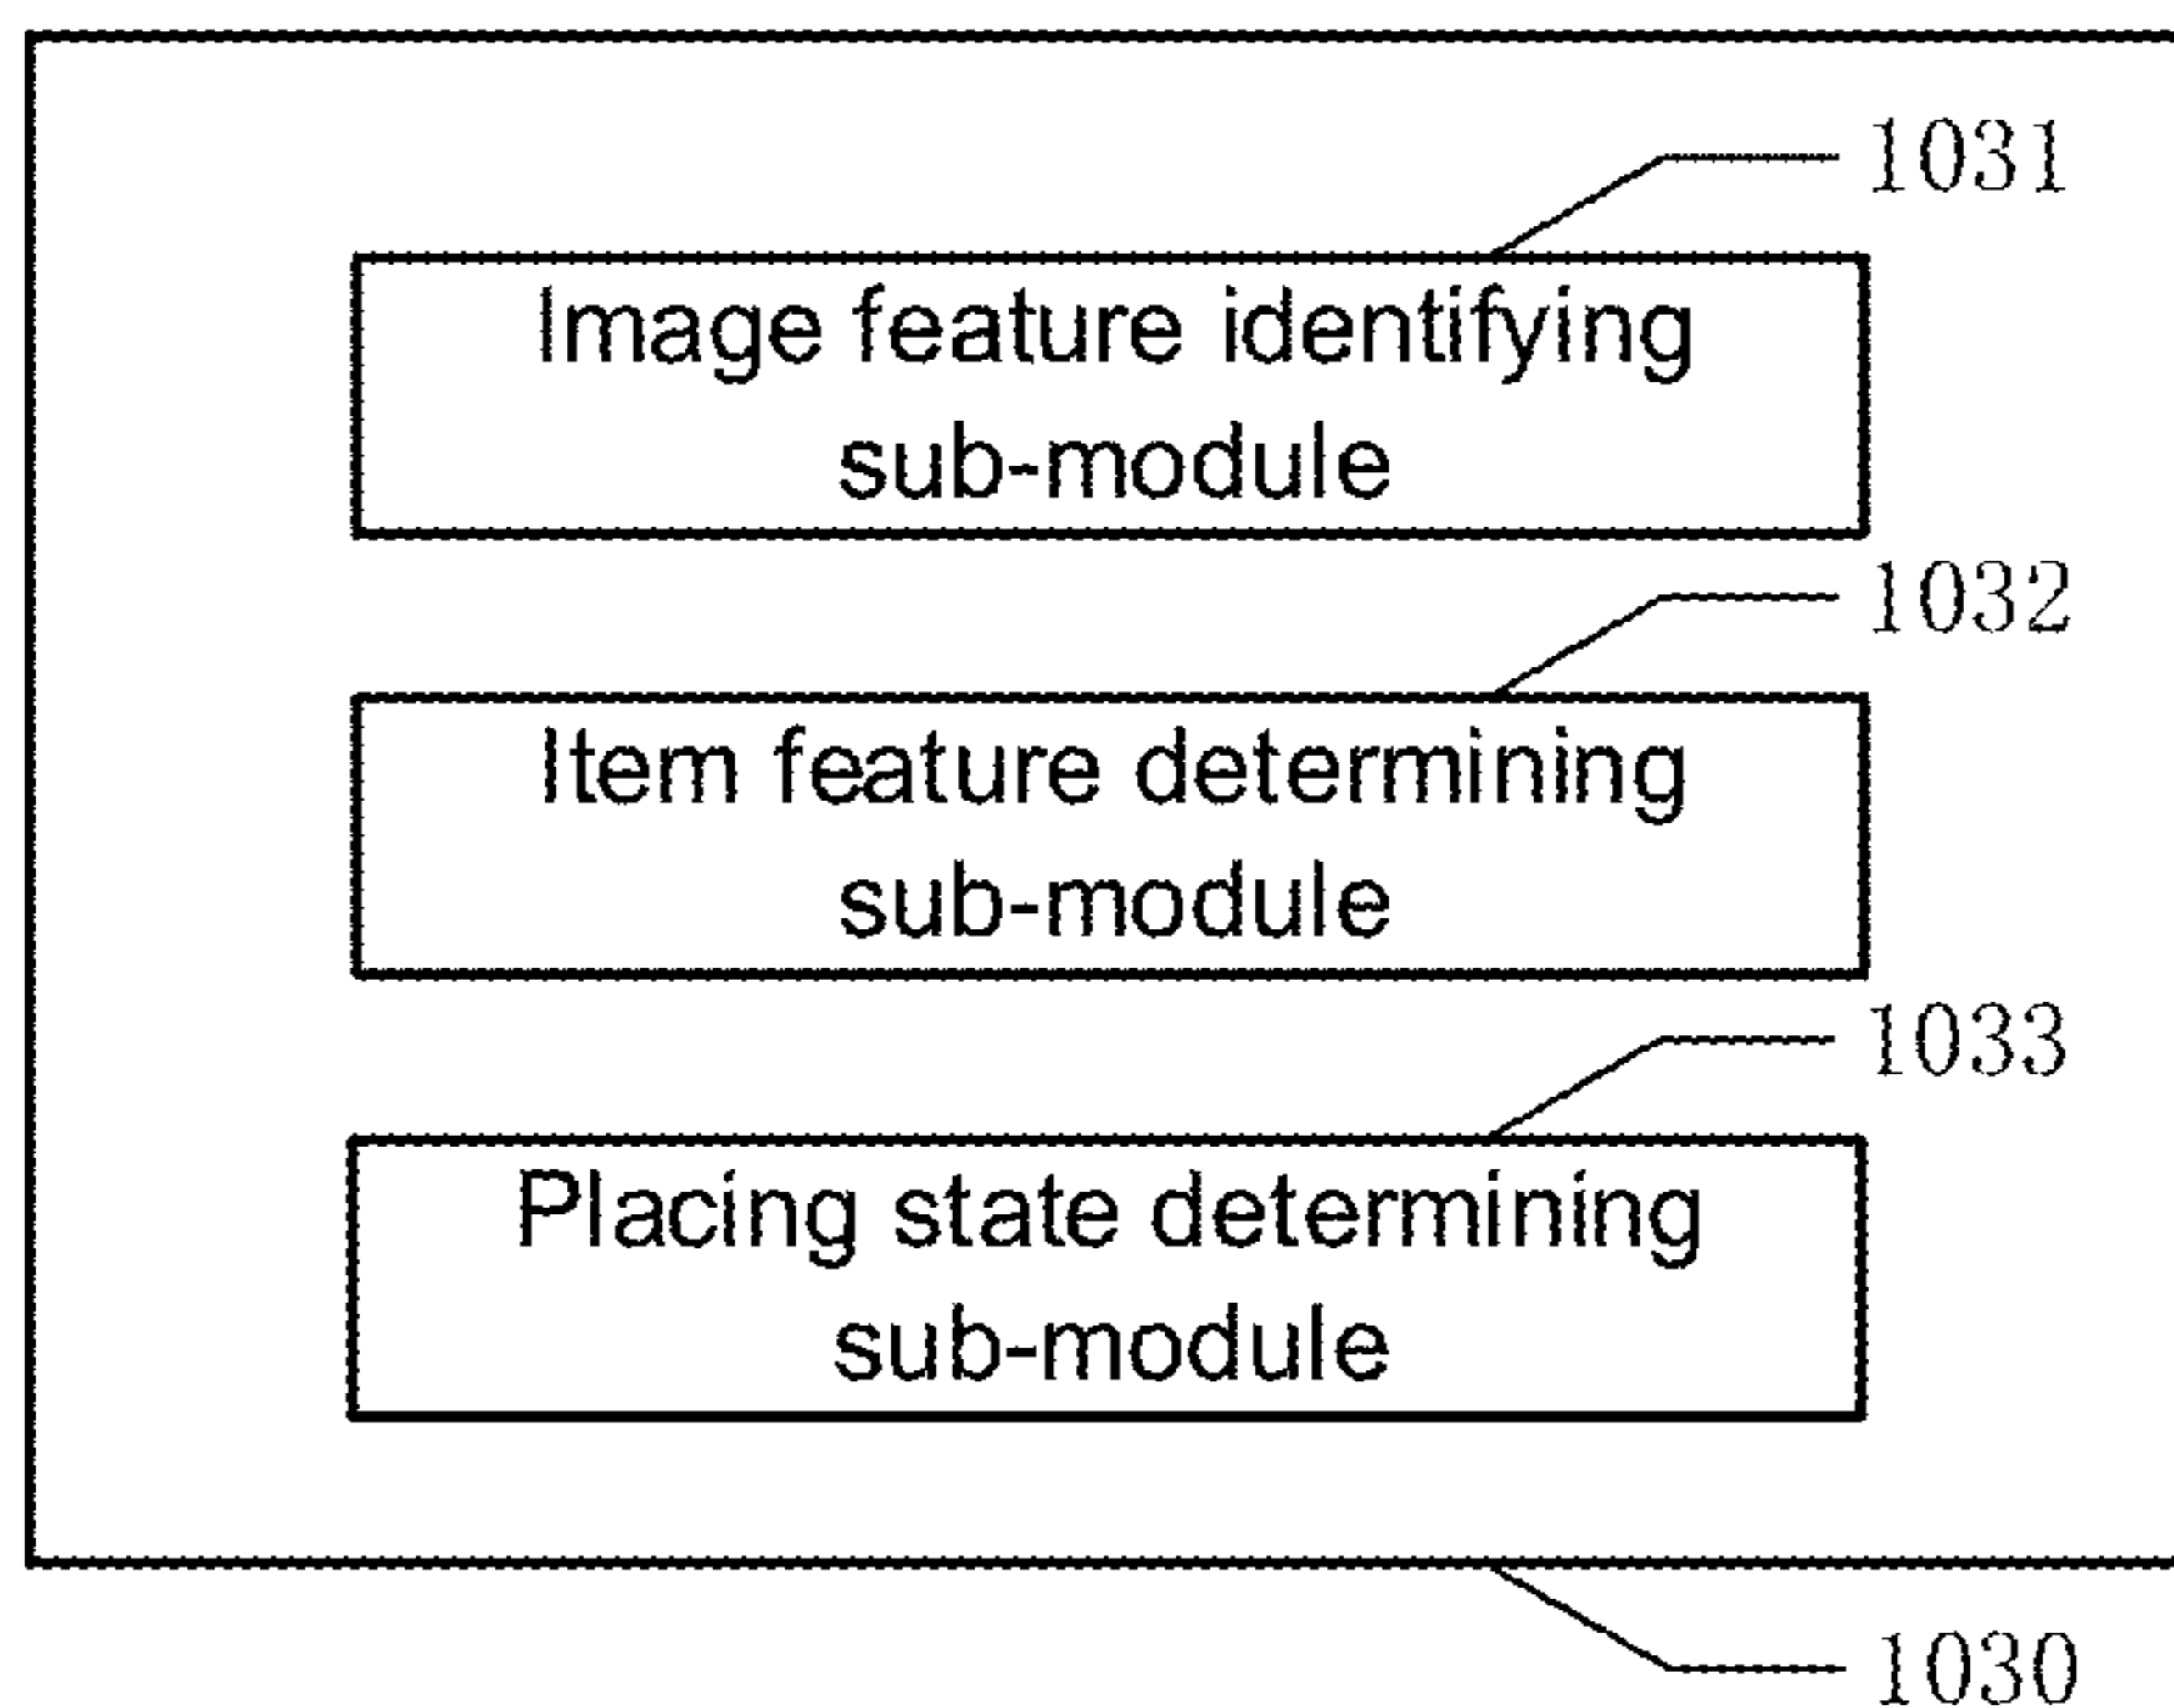 1031
Image feature identifying
sub-module
1032
Item feature determining
sub-module
1033
Placing state determining
sub-module
1030